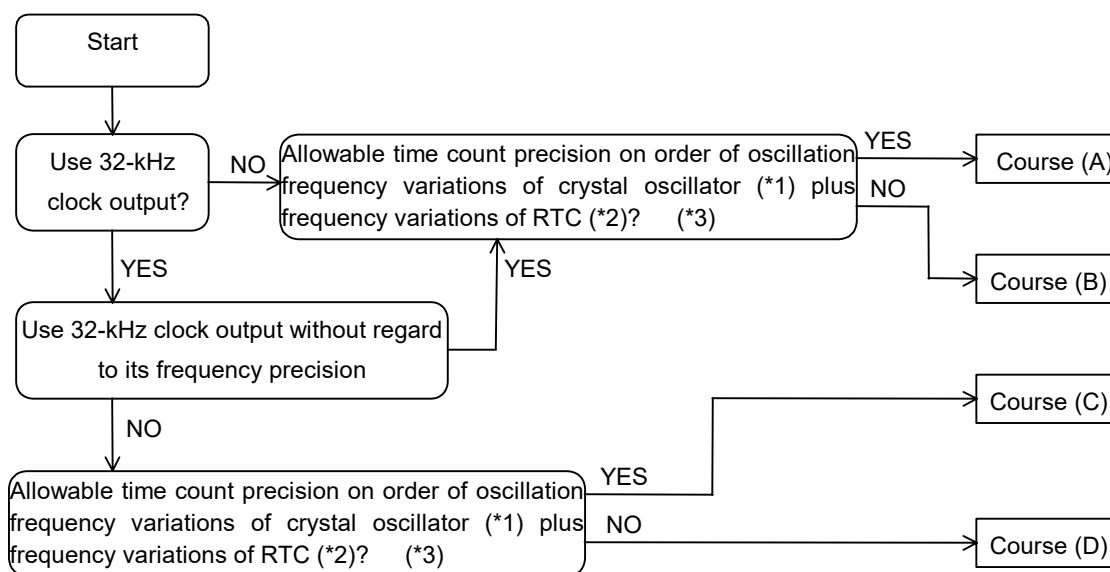 Start
Use 32-kHz
clock output?
NO
Allowable time count precision on order of oscillation
frequency variations of crystal oscillator (*1) plus
frequency variations of RTC (*2)? (*3)
YES
Course (A)
NO
Course (B)
YES
YES
Use 32-kHz clock output without regard
to its frequency precision
NO
Course (C)
Allowable time count precision on order of oscillation
frequency variations of crystal oscillator (*1) plus
frequency variations of RTC (*2)? (*3)
YES
NO
Course (D)